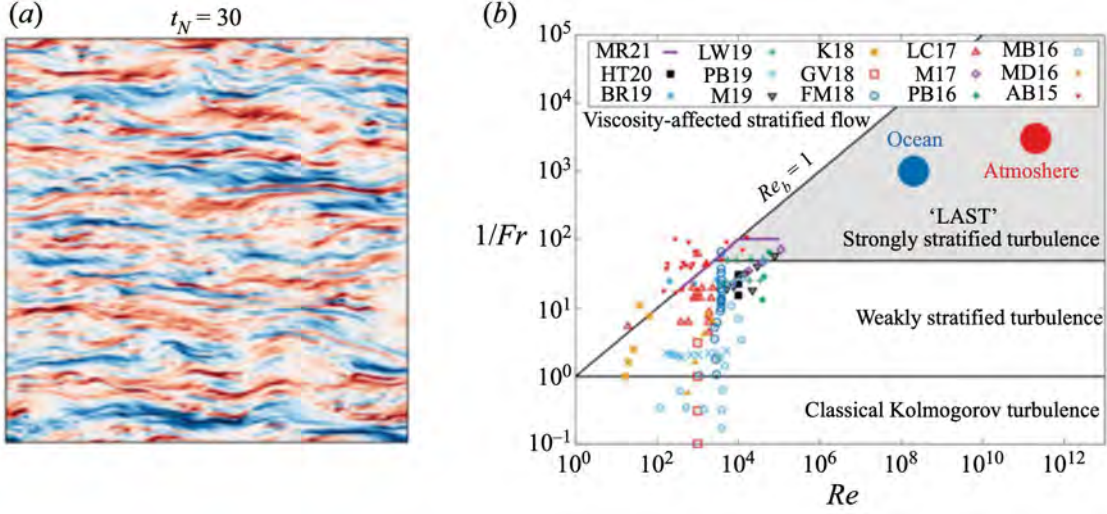 (a)
t_N = 30
(b)
10^5
10^4
10^3
1/Fr
10^2
10^1
10^0
10^-1
MR21 LW19 K18 LC17 MB16
HT20 PB19 GV18 M17 MD16
BR19 M19 FM18 PB16 AB15
Viscosity-affected stratified flow
Re_b = 1
Ocean
Atmoshere
‘LAST’
Strongly stratified turbulence
Weakly stratified turbulence
Classical Kolmogorov turbulence
10^0 10^2 10^4 10^6 10^8 10^10 10^12
Re